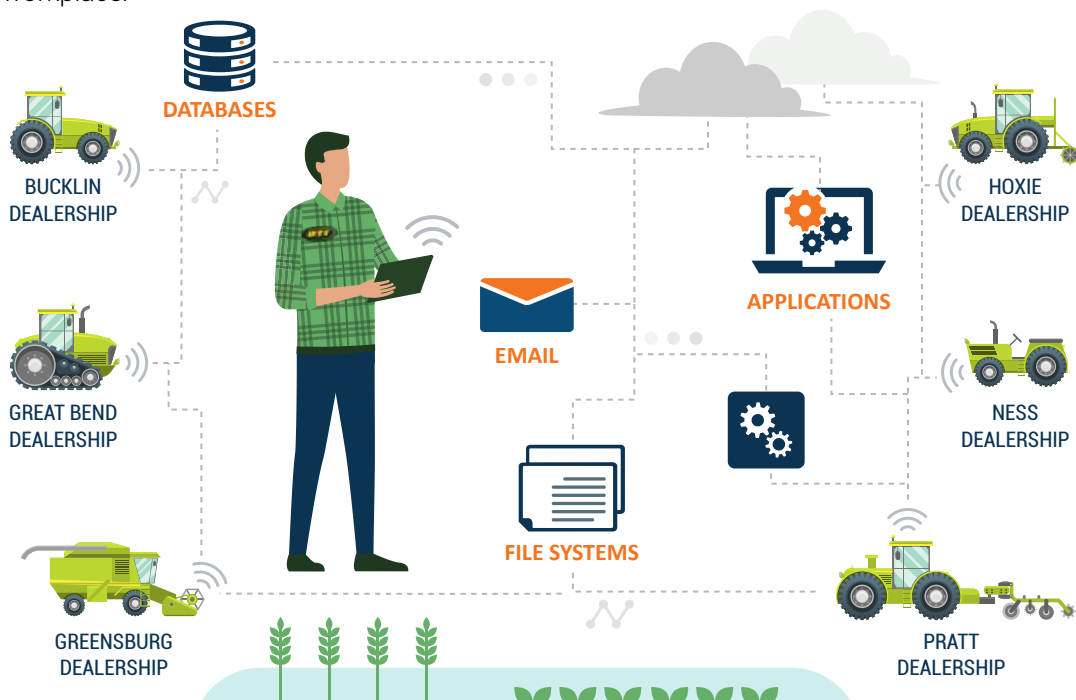 DATABASES
BUCKLIN
DEALERSHIP
HOXIE
DEALERSHIP
APPLICATIONS
EMAIL
GREAT BEND
DEALERSHIP
NESS
DEALERSHIP
FILE SYSTEMS
GREENSBURG
DEALERSHIP
PRATT
DEALERSHIP